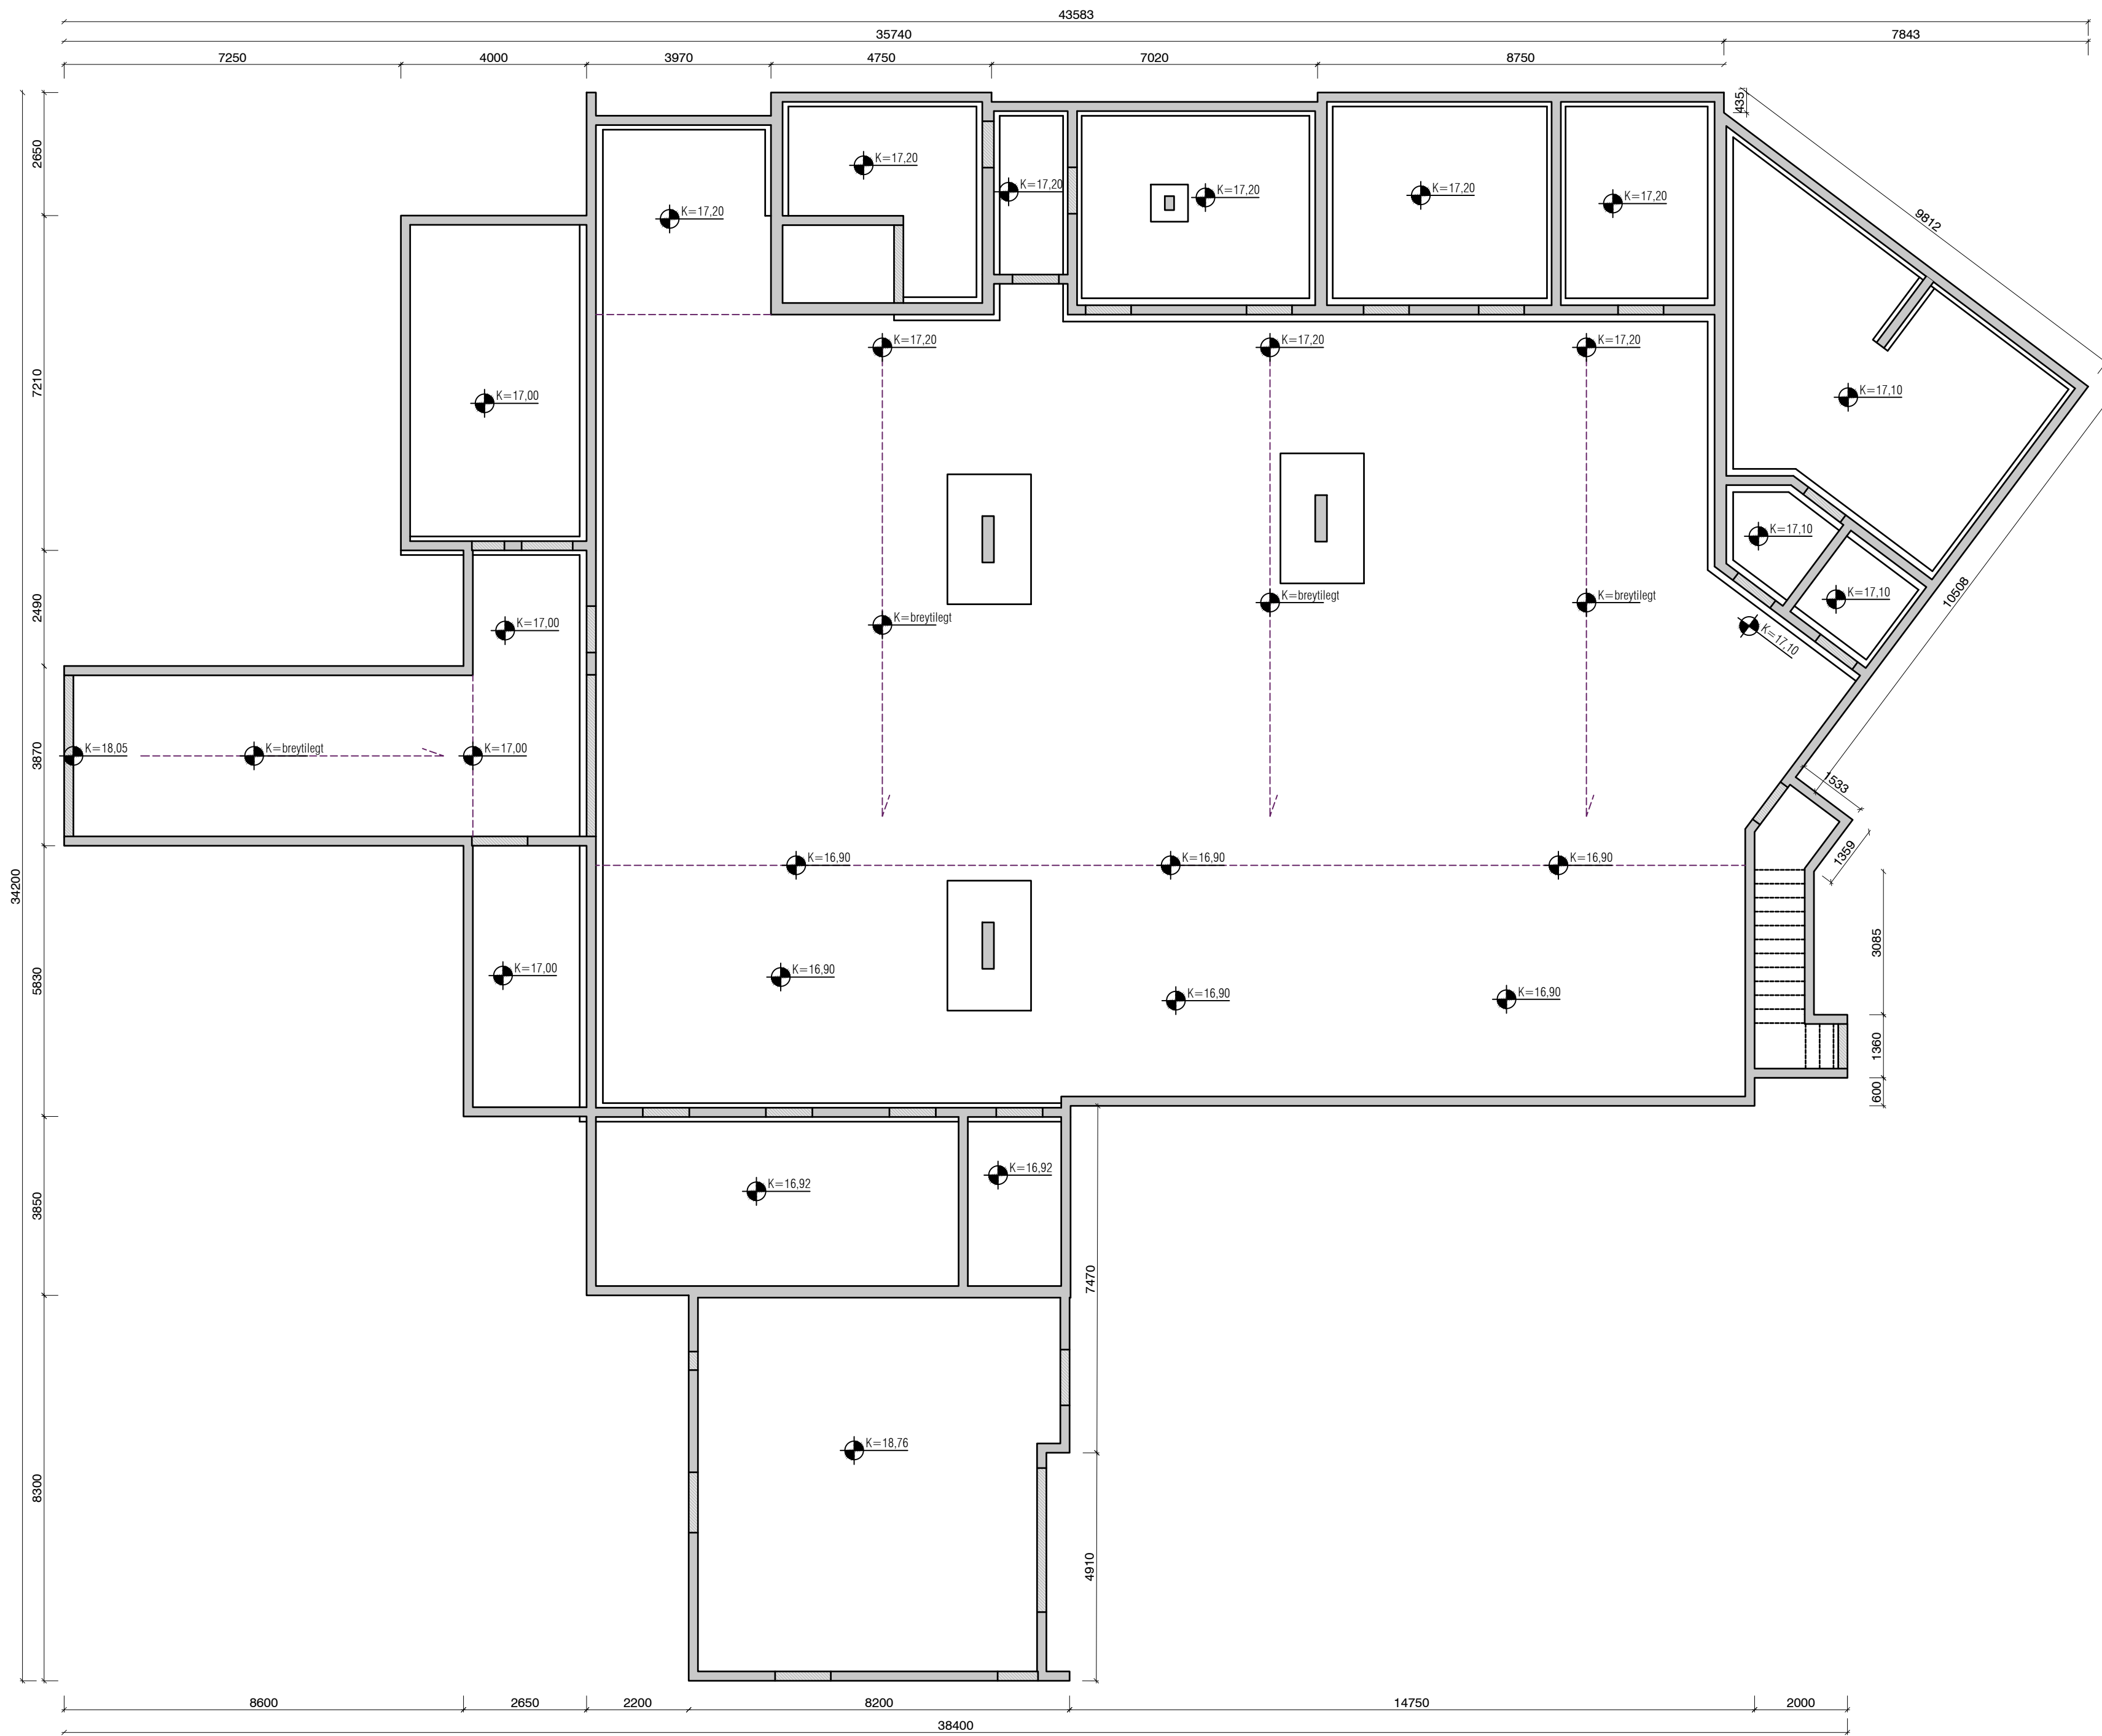 43583
35740
7843
7250
4000
3970
4750
7020
8750
435
2650
K=17,20
K=17,20
K=17,20
K=17,20
K=17,20
K=17,20
9812
7210
K=17,20
K=17,20
K=17,20
K=17,00
K=17,10
K=17,10
2490
K=17,00
K=breytilegt
K=breytilegt
K=breytilegt
K=17,10
K=17,10
10508
3870
K=18,05
K=breytilegt
K=17,00
1533
1359
34200
K=16,90
K=16,90
K=16,90
5830
K=17,00
K=16,90
K=16,90
K=16,90
3085
1360
600
3850
K=16,92
K=16,92
7470
8300
K=18,76
4910
8600
2650
2200
8200
14750
2000
38400